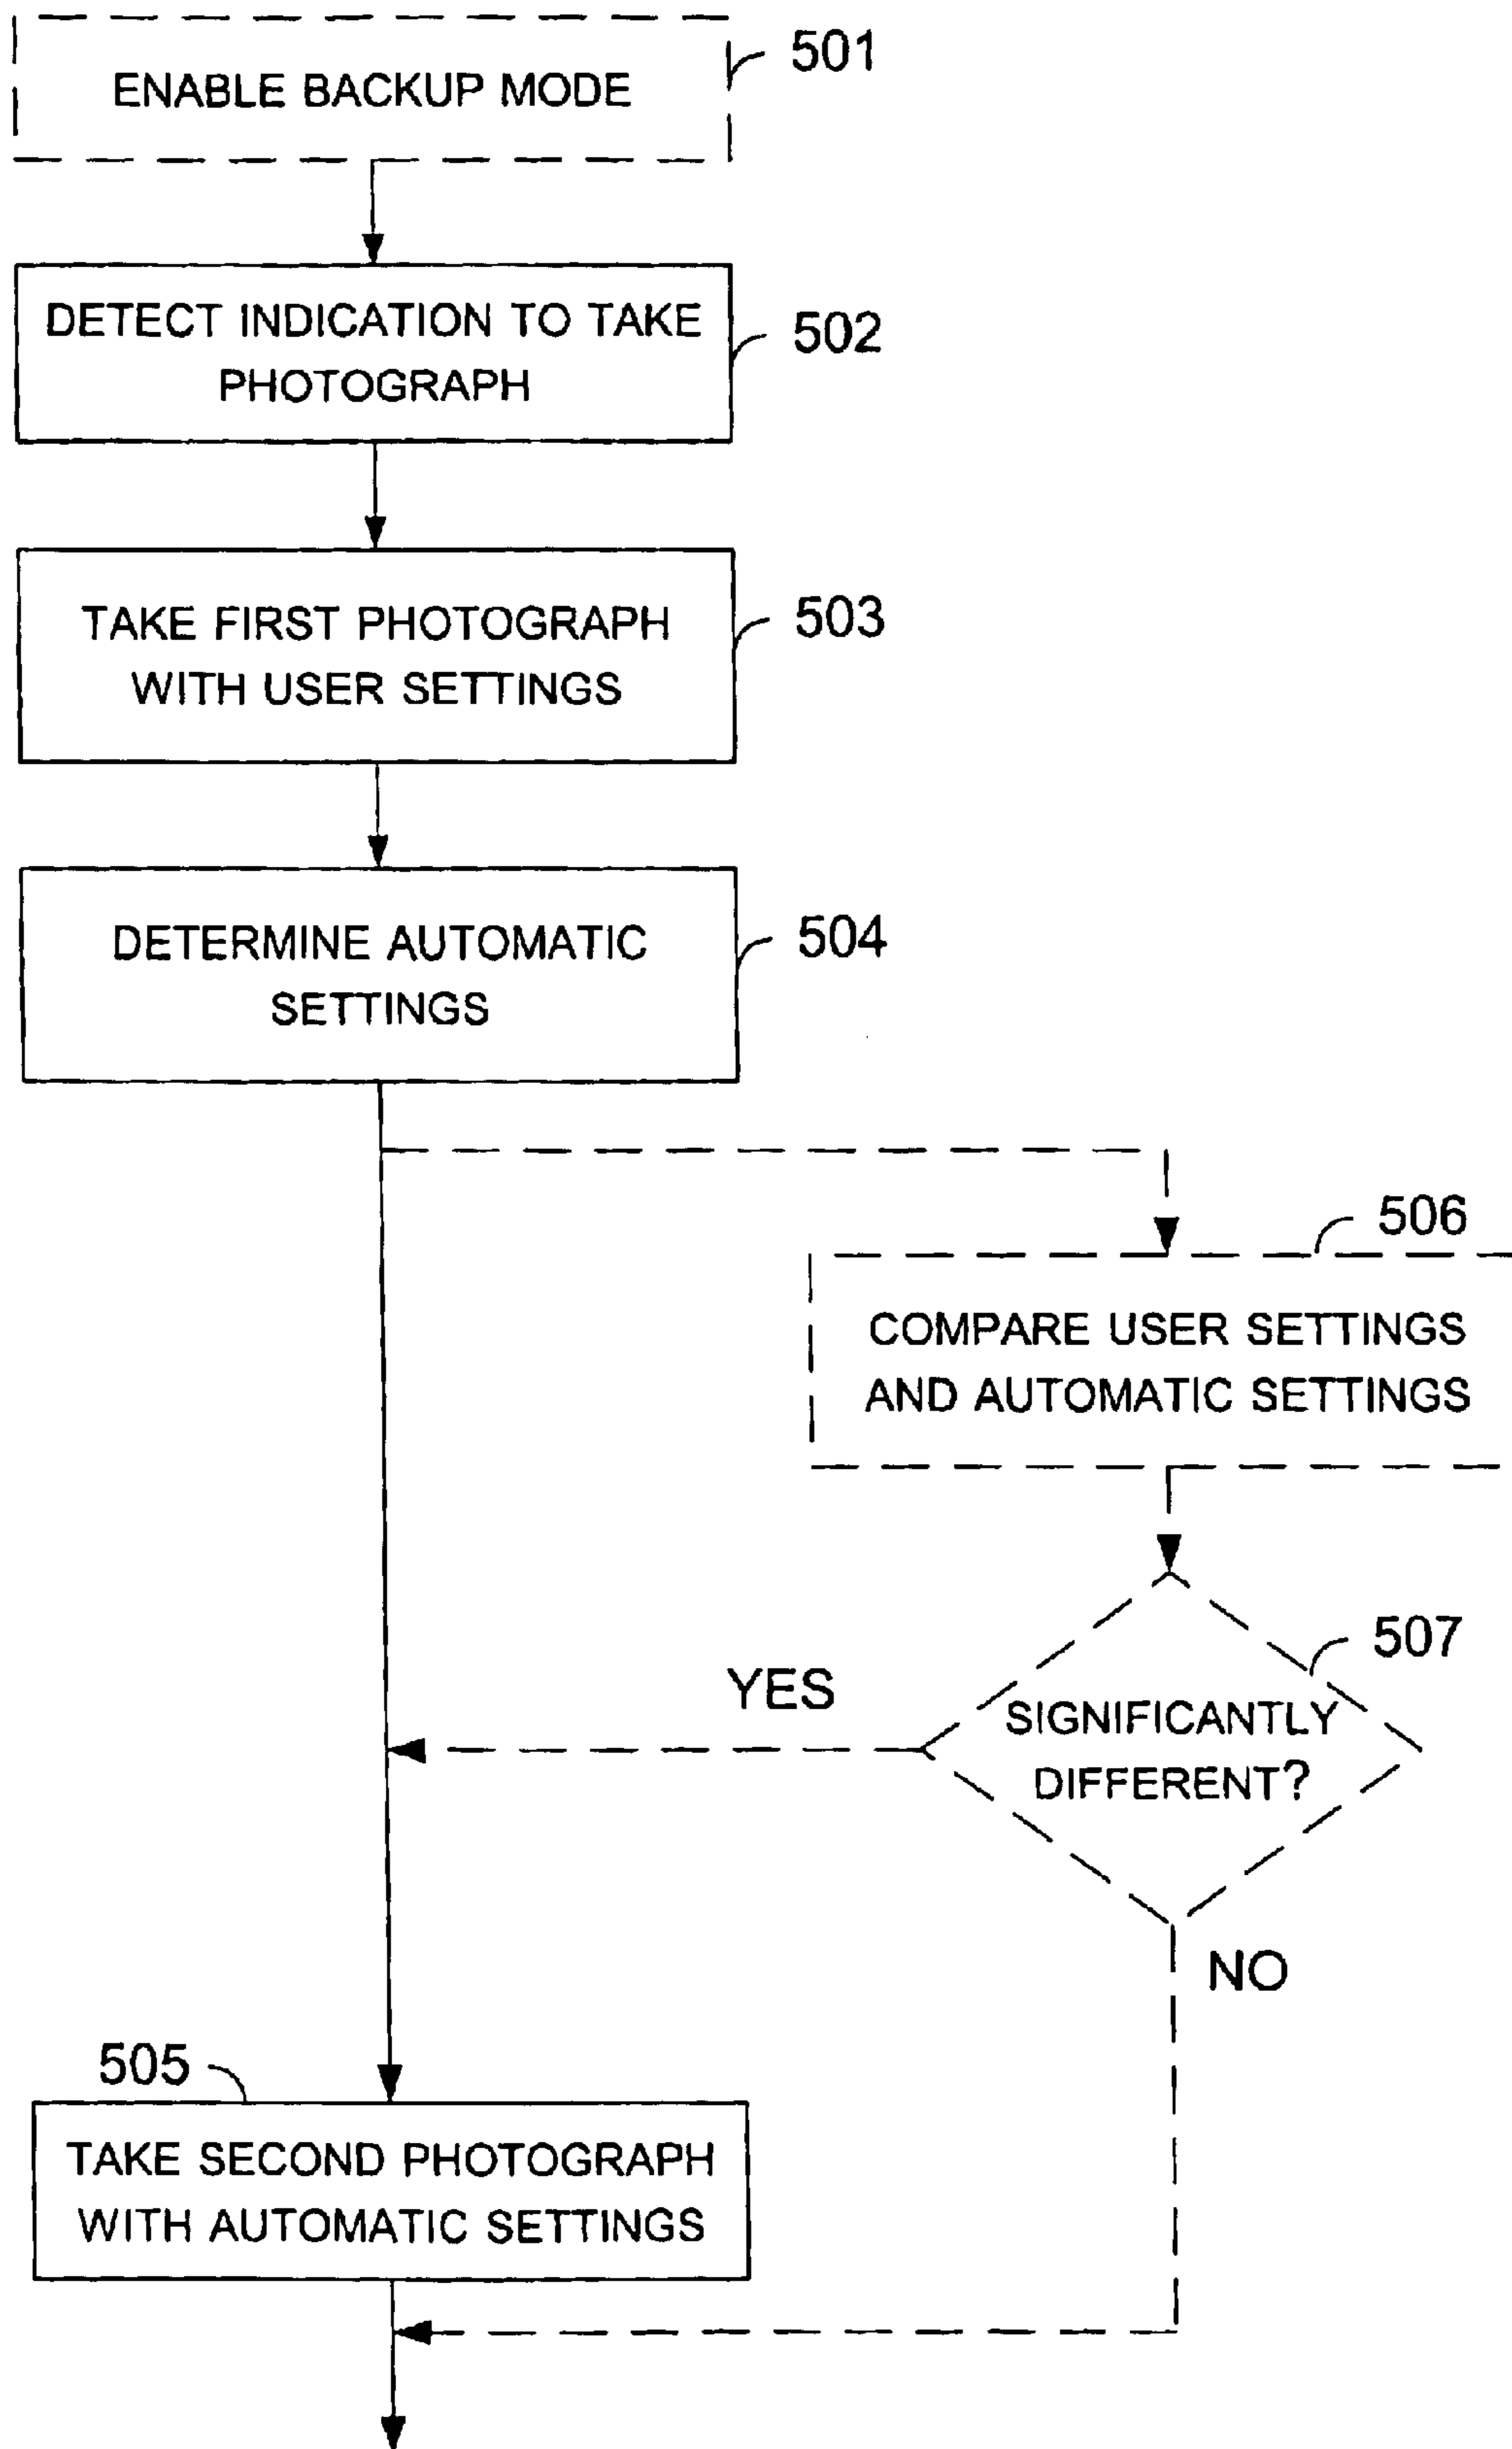 501
ENABLE BACKUP MODE
DETECT INDICATION TO TAKE
PHOTOGRAPH
502
TAKE FIRST PHOTOGRAPH
WITH USER SETTINGS
503
DETERMINE AUTOMATIC
SETTINGS
504
506
COMPARE USER SETTINGS
AND AUTOMATIC SETTINGS
507
SIGNIFICANTLY
DIFFERENT?
YES
NO
505
TAKE SECOND PHOTOGRAPH
WITH AUTOMATIC SETTINGS